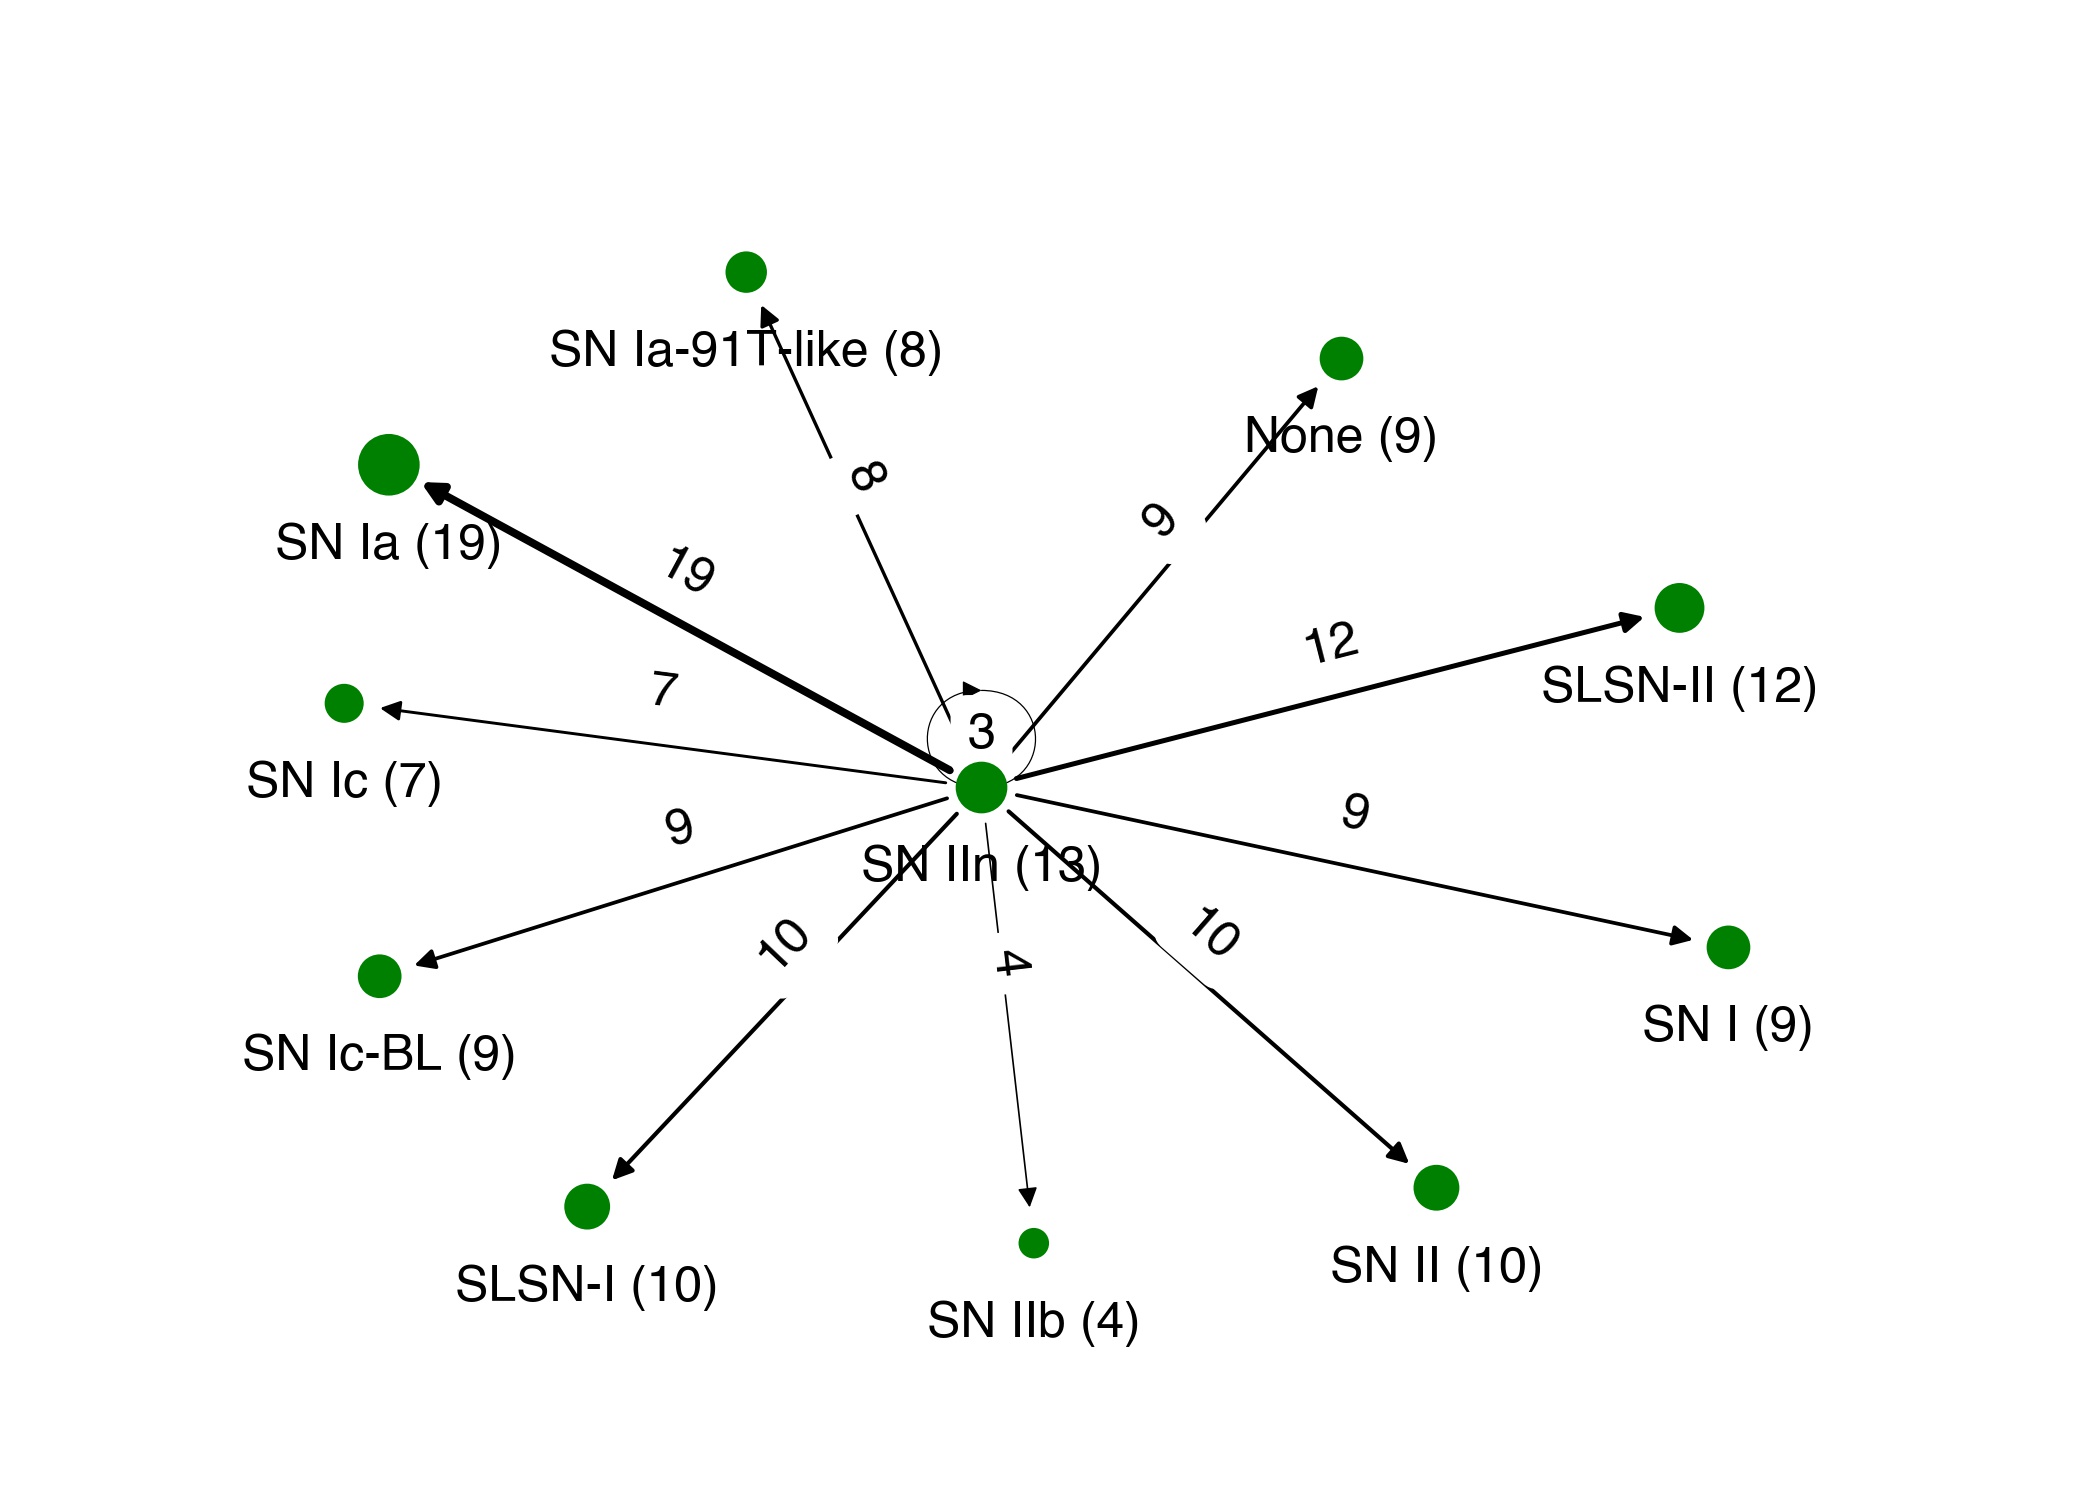 SN Ia-91T-like (8)
None (9)
8
9
SN Ia (19)
19
12
SLSN-II (12)
7
3
SN Ic (7)
9
9
SN IIn (13)
10
4
10
SN I (9)
SN Ic-BL (9)
SLSN-I (10)
SN II (10)
SN IIb (4)